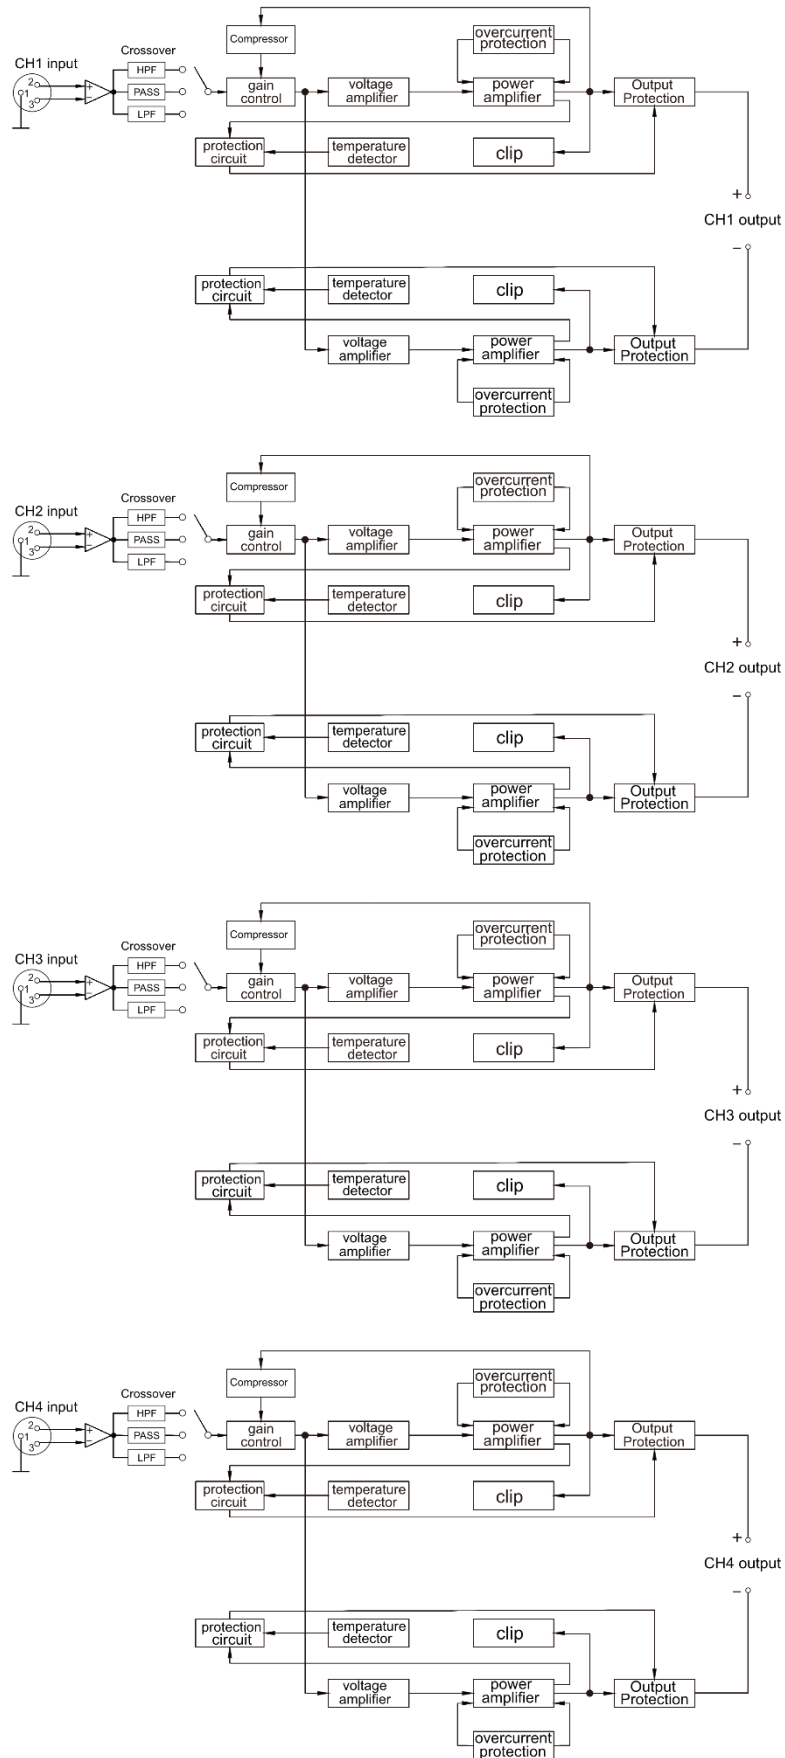 Compressor
overcurrent
protection
Crossover
CH1 input
HPF
2
1
3
+
−
PASS
LPF
gain
control
voltage
amplifier
power
amplifier
Output
Protection
protection
circuit
temperature
detector
clip
+
CH1 output
−
protection
circuit
temperature
detector
clip
voltage
amplifier
power
amplifier
Output
Protection
overcurrent
protection
Compressor
overcurrent
protection
Crossover
CH2 input
HPF
2
1
3
+
−
PASS
LPF
gain
control
voltage
amplifier
power
amplifier
Output
Protection
protection
circuit
temperature
detector
clip
+
CH2 output
−
protection
circuit
temperature
detector
clip
voltage
amplifier
power
amplifier
Output
Protection
overcurrent
protection
Compressor
overcurrent
protection
Crossover
CH3 input
HPF
2
1
3
+
−
PASS
LPF
gain
control
voltage
amplifier
power
amplifier
Output
Protection
protection
circuit
temperature
detector
clip
+
CH3 output
−
protection
circuit
temperature
detector
clip
voltage
amplifier
power
amplifier
Output
Protection
overcurrent
protection
Compressor
overcurrent
protection
Crossover
CH4 input
HPF
2
1
3
+
−
PASS
LPF
gain
control
voltage
amplifier
power
amplifier
Output
Protection
protection
circuit
temperature
detector
clip
+
CH4 output
−
protection
circuit
temperature
detector
clip
voltage
amplifier
power
amplifier
Output
Protection
overcurrent
protection